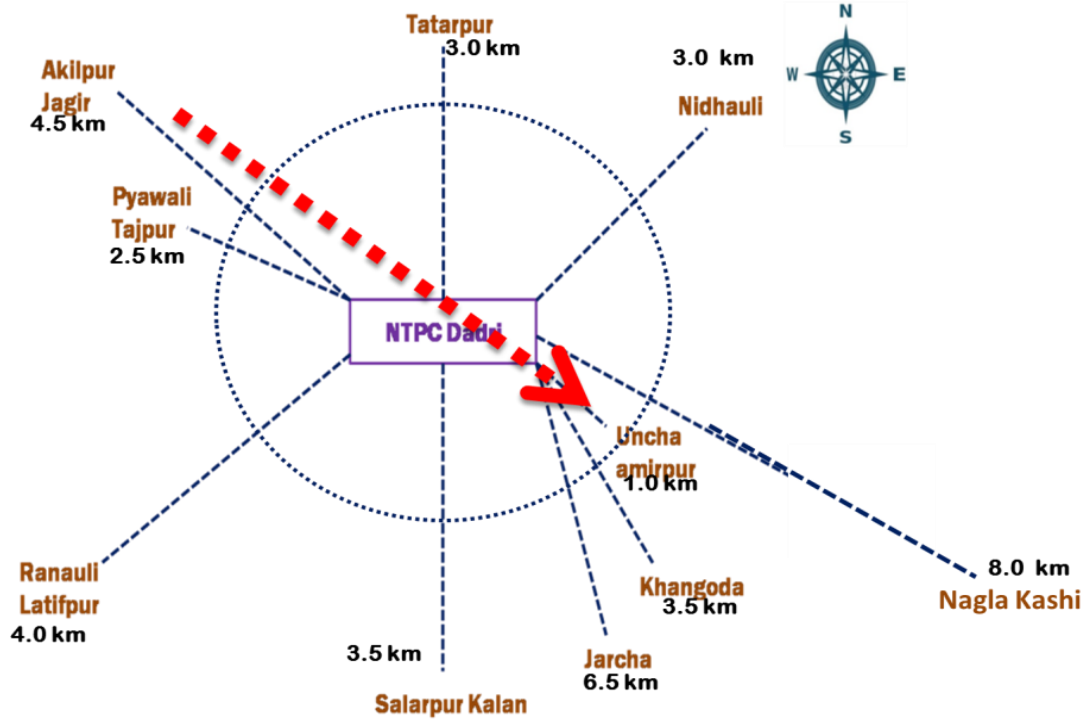 Tatarpur
3.0 km
N
W
E
S
3.0 km
Nidhauli
Akilpur
Jagir
4.5 km
Pyawali
Tajpur
2.5 km
NTPC Dadri
Uncha
amirpur
1.0 km
Ranauli
Latifpur
4.0 km
Khangoda
3.5 km
8.0 km
Nagla Kashi
3.5 km
Salarpur Kalan
Jarcha
6.5 km